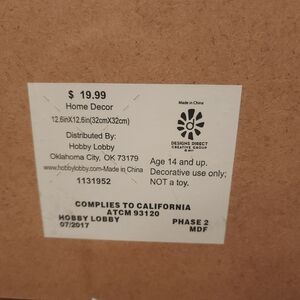 $ 19.99
Home Decor
12.6inX12.6in(32cmX32cm)
Distributed By:
Hobby Lobby
Oklahoma City, OK 73179
www.hobbylobby.com-Made in China
1131952
Made in China
DESIGNS DIRECT
CREATIVE GROUP
Age 14 and up.
Decorative use only;
NOT a toy.
COMPLIES TO CALIFORNIA
ATCM 93120
HOBBY LOBBY
07/2017
PHASE 2
MDF